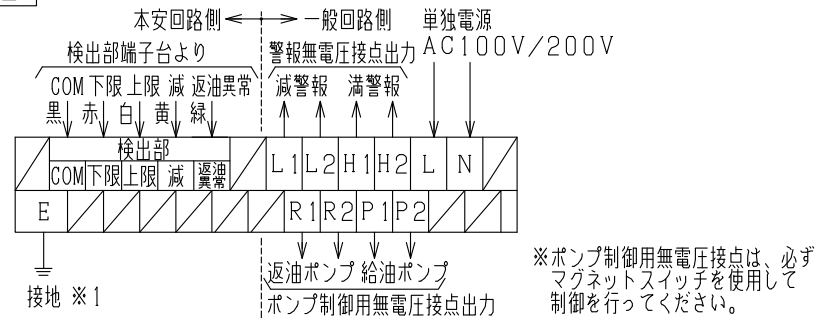 本安回路側 一般回路側 単独電源
検出部端子台より 警報無電圧接点出力 AC100V/200V
COM 下限 上限 減 返油異常 減警報 満警報
黒 赤 白 黄 緑
検出部
COM 下限 上限 減 返油異常 L1 L2 H1 H2 L N
E R1 R2 P1 P2
接地 ※1
返油ポンプ 給油ポンプ
ポンプ制御用無電圧接点出力
※ポンプ制御用無電圧接点は、必ず
マグネットスイッチを使用して
制御を行ってください。